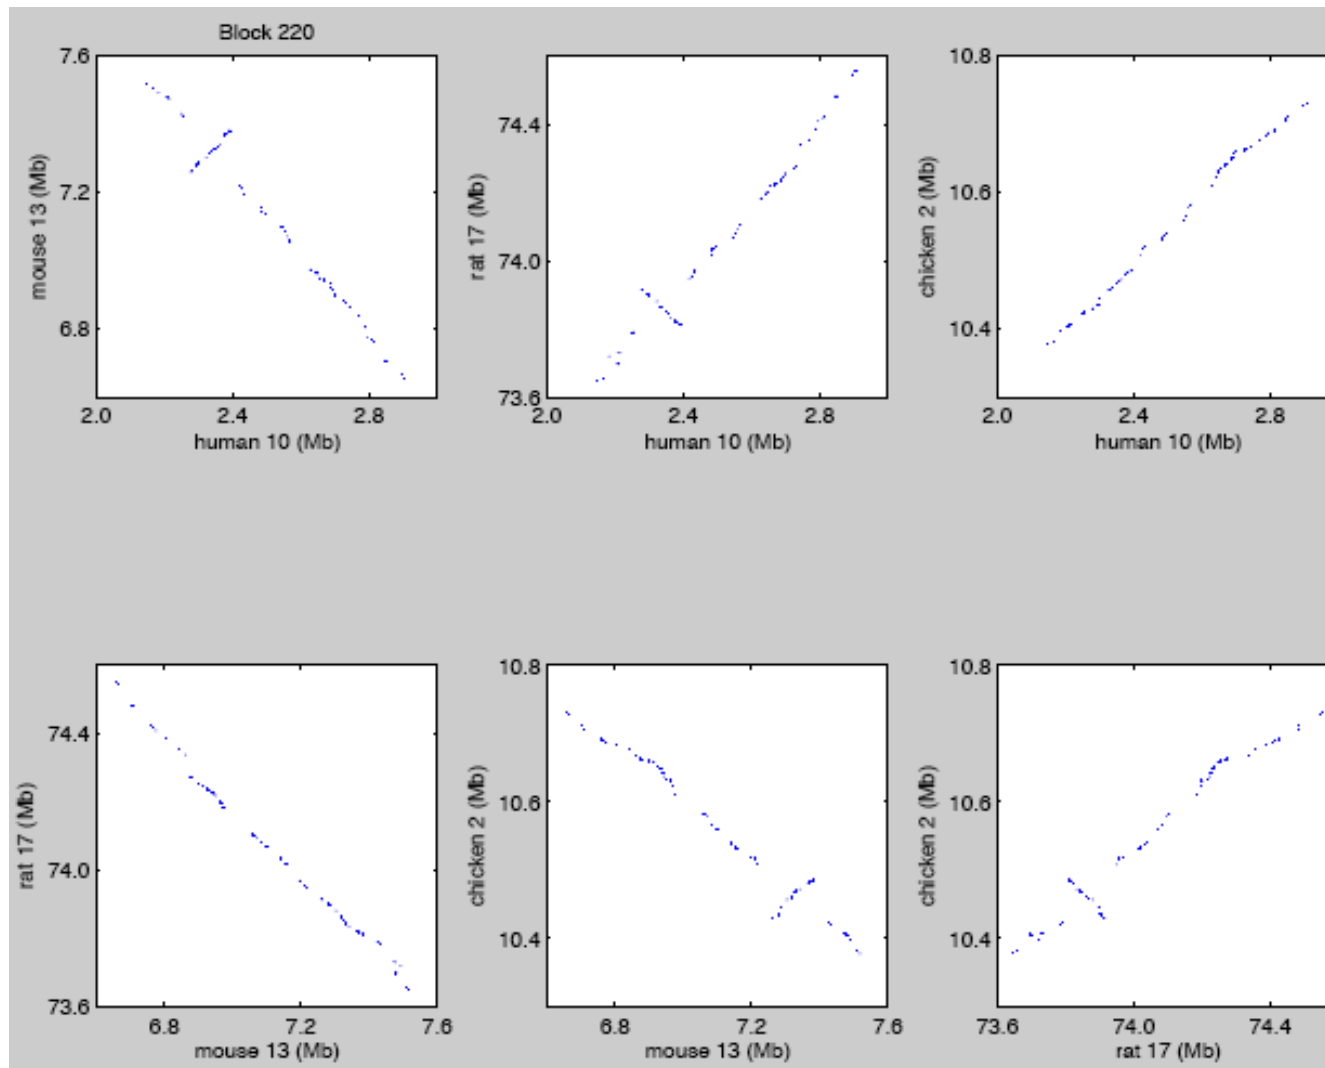 Block 220
7.6
7.2
6.8
mouse 13 (Mb)
2.0 2.4 2.8
human 10 (Mb)
74.4
74.0
73.6
rat 17 (Mb)
2.0 2.4 2.8
human 10 (Mb)
10.8
10.6
10.4
chicken 2 (Mb)
2.0 2.4 2.8
human 10 (Mb)
74.4
74.0
73.6
rat 17 (Mb)
6.8 7.2 7.6
mouse 13 (Mb)
10.8
10.6
10.4
chicken 2 (Mb)
6.8 7.2 7.6
mouse 13 (Mb)
10.8
10.6
10.4
chicken 2 (Mb)
73.6 74.0 74.4
rat 17 (Mb)